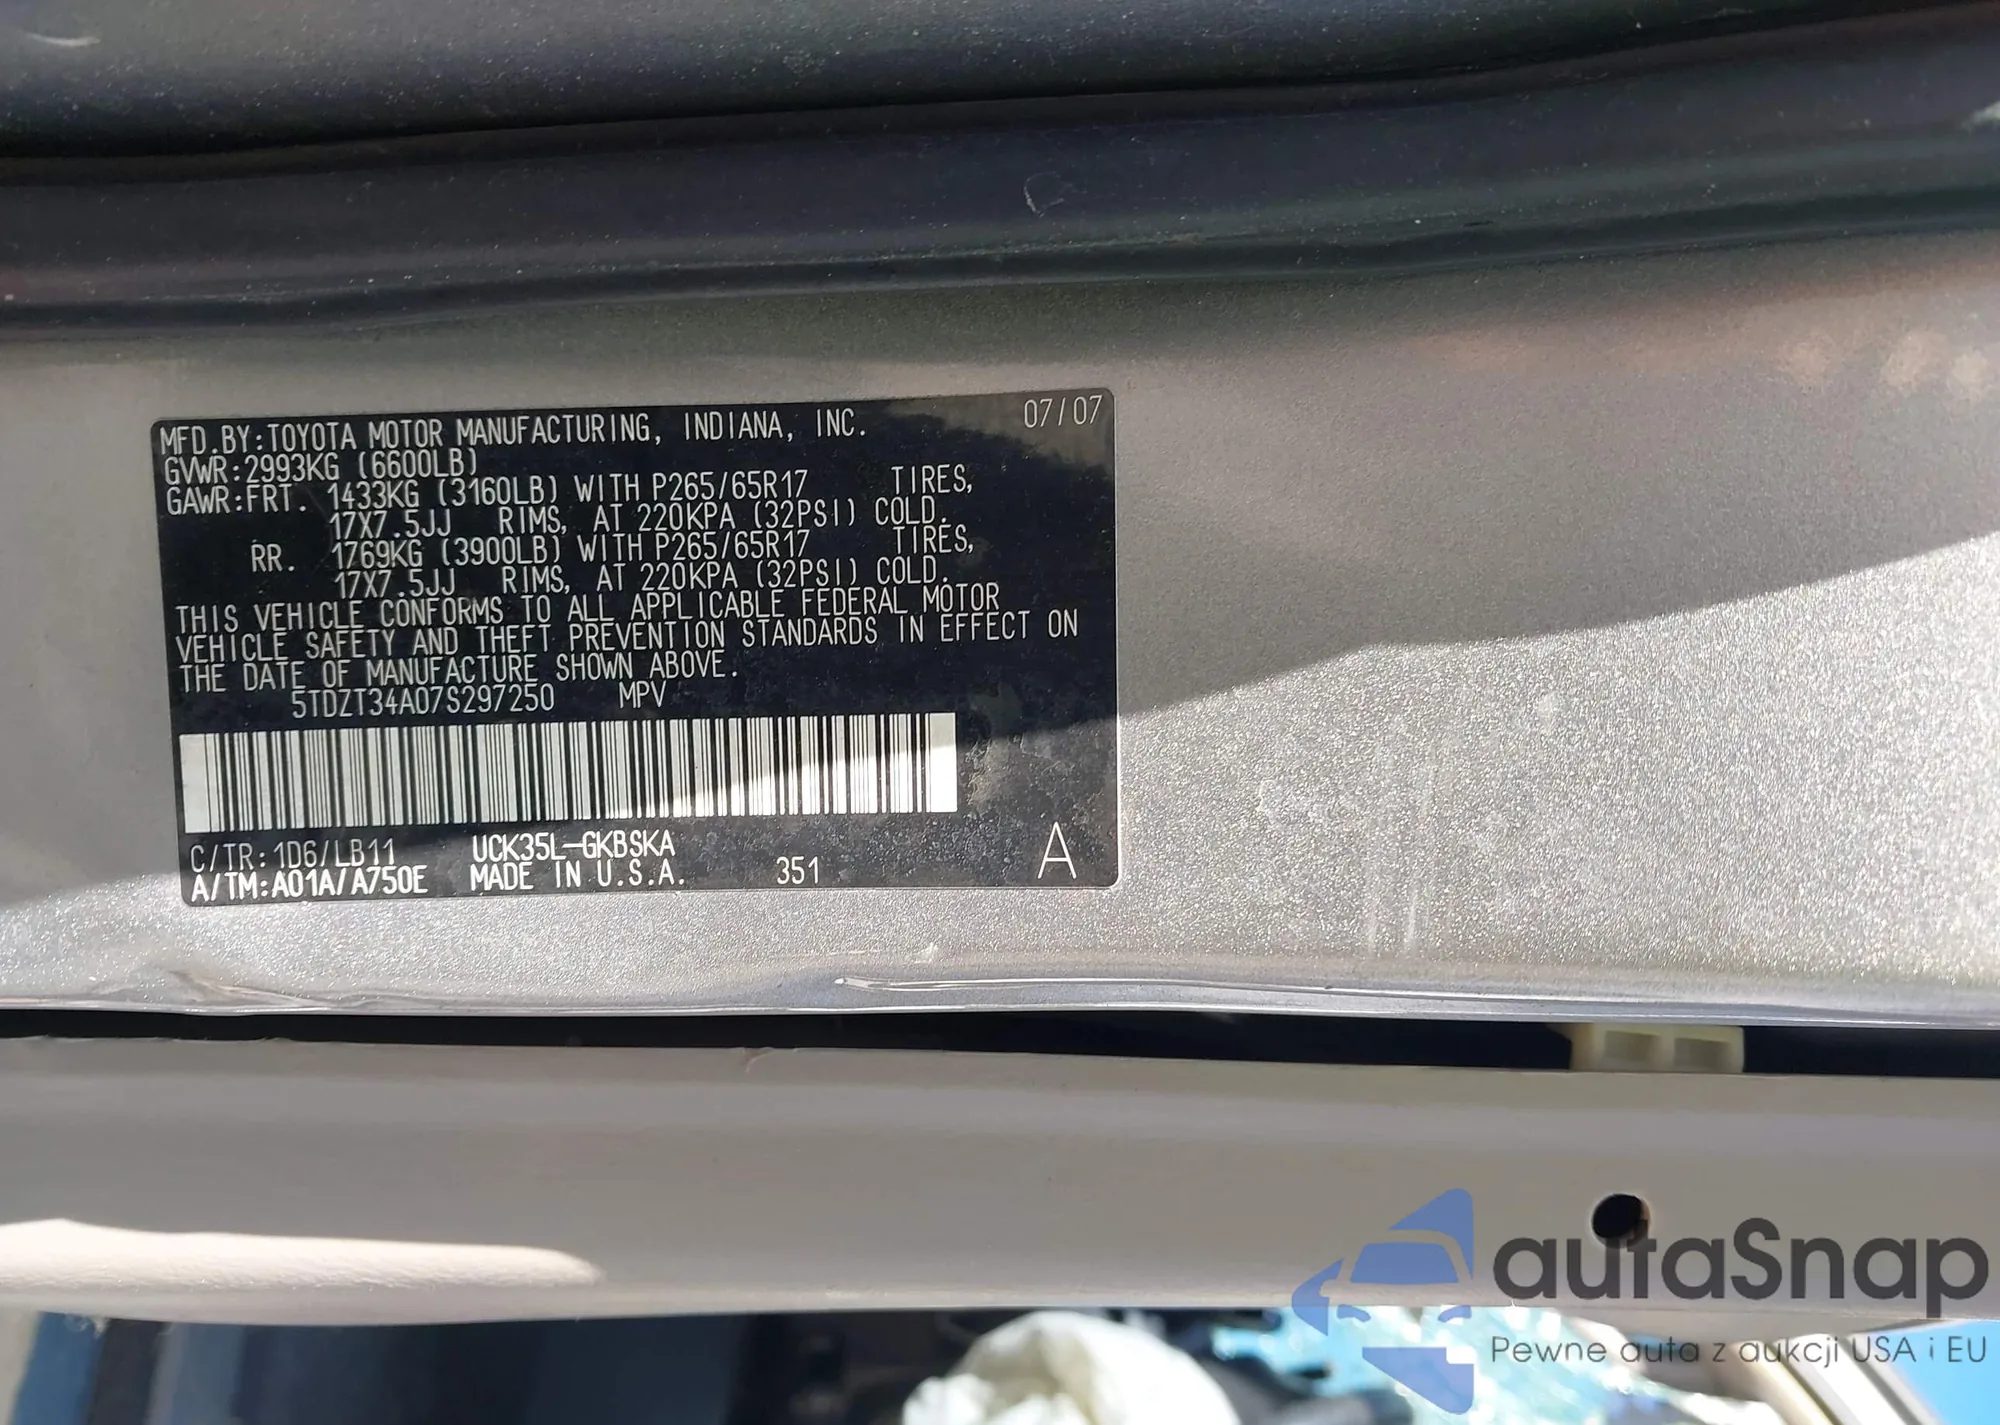 MFD.BY:TOYOTA MOTOR MANUFACTURING, INDIANA, INC. 07/07
GVWR:2993KG (6600LB)
GAWR:FRT. 1433KG (3160LB) WITH P265/65R17 TIRES,
17X7.5JJ RIMS, AT 220KPA (32PSI) COLD.
RR. 1769KG (3900LB) WITH P265/65R17 TIRES,
17X7.5JJ RIMS, AT 220KPA (32PSI) COLD.
THIS VEHICLE CONFORMS TO ALL APPLICABLE FEDERAL MOTOR
VEHICLE SAFETY AND THEFT PREVENTION STANDARDS IN EFFECT ON
THE DATE OF MANUFACTURE SHOWN ABOVE.
5TDZT34A07S297250 MPV
C/TR:1D6/LB11 UCK35L-GKBSKA
A/TM:A01A/A750E MADE IN U.S.A. 351 A
autaSnap
Pewne auta z aukcji USA i EU